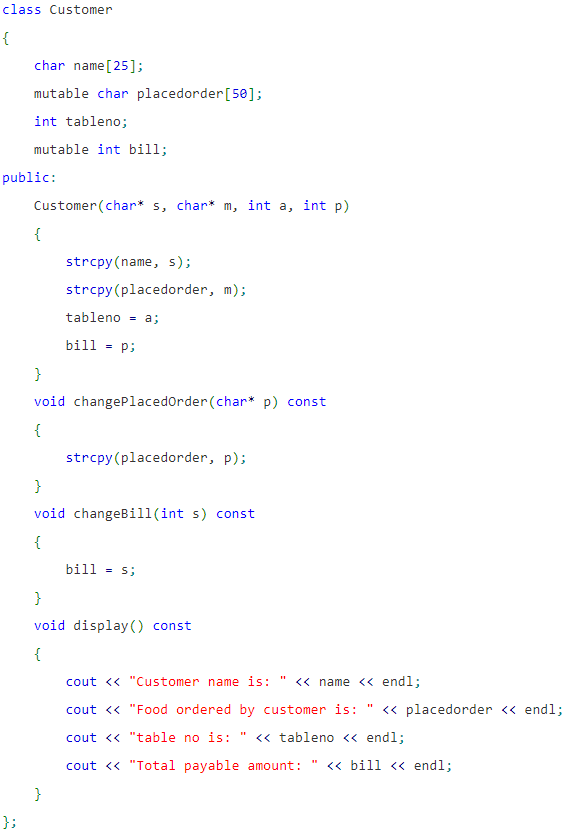 class Customer
{
    char name[25];
    mutable char placedorder[50];
    int tableno;
    mutable int bill;
public:
    Customer(char* s, char* m, int a, int p)
    {
        strcpy(name, s);
        strcpy(placedorder, m);
        tableno = a;
        bill = p;
    }
    void changePlacedOrder(char* p) const
    {
        strcpy(placedorder, p);
    }
    void changeBill(int s) const
    {
        bill = s;
    }
    void display() const
    {
        cout << "Customer name is: " << name << endl;
        cout << "Food ordered by customer is: " << placedorder << endl;
        cout << "table no is: " << tableno << endl;
        cout << "Total payable amount: " << bill << endl;
    }
};